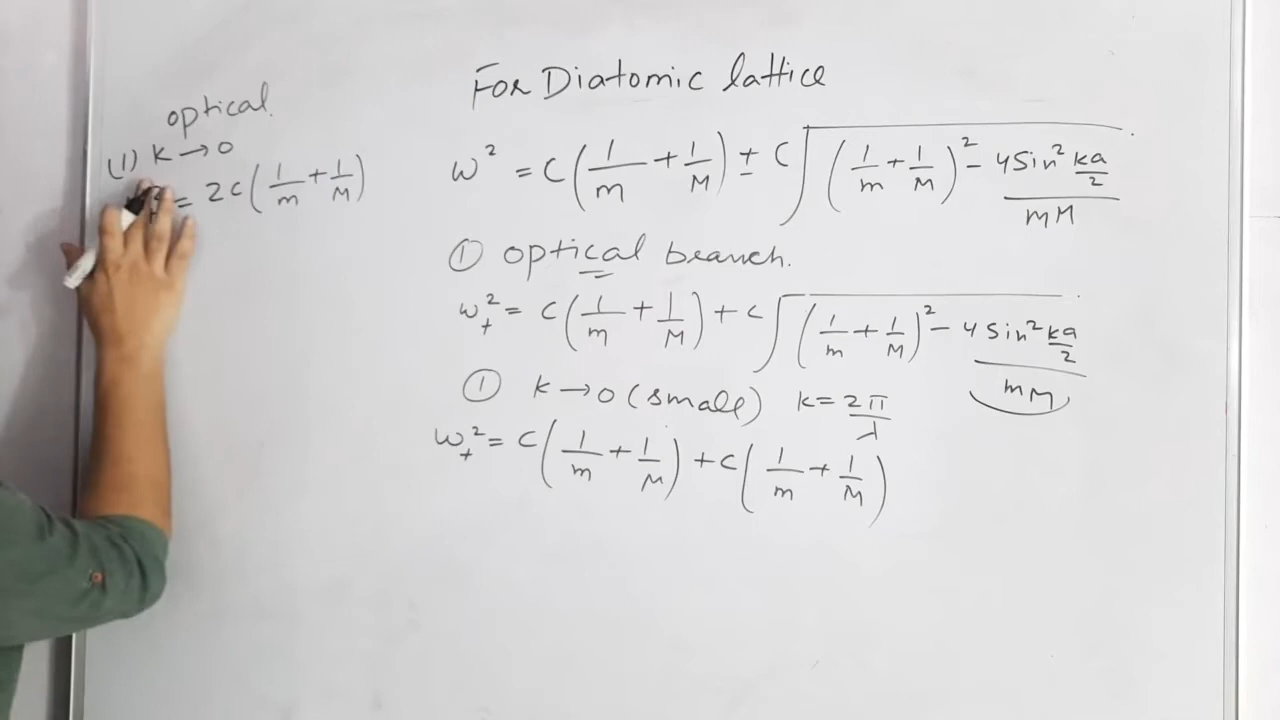 optical.
(1) K → 0
= 2C(1/m + 1/M)
For Diatomic lattice
ω² = C(1/m + 1/M) ± C√((1/m + 1/M)² - 4Sin² ka/2 / mM)
① optical branch.
ω₊² = C(1/m + 1/M) + C√((1/m + 1/M)² - 4Sin² ka/2 / mM)
① K → 0 (small) K = 2π/λ
ω₊² = C(1/m + 1/M) + C(1/m + 1/M)